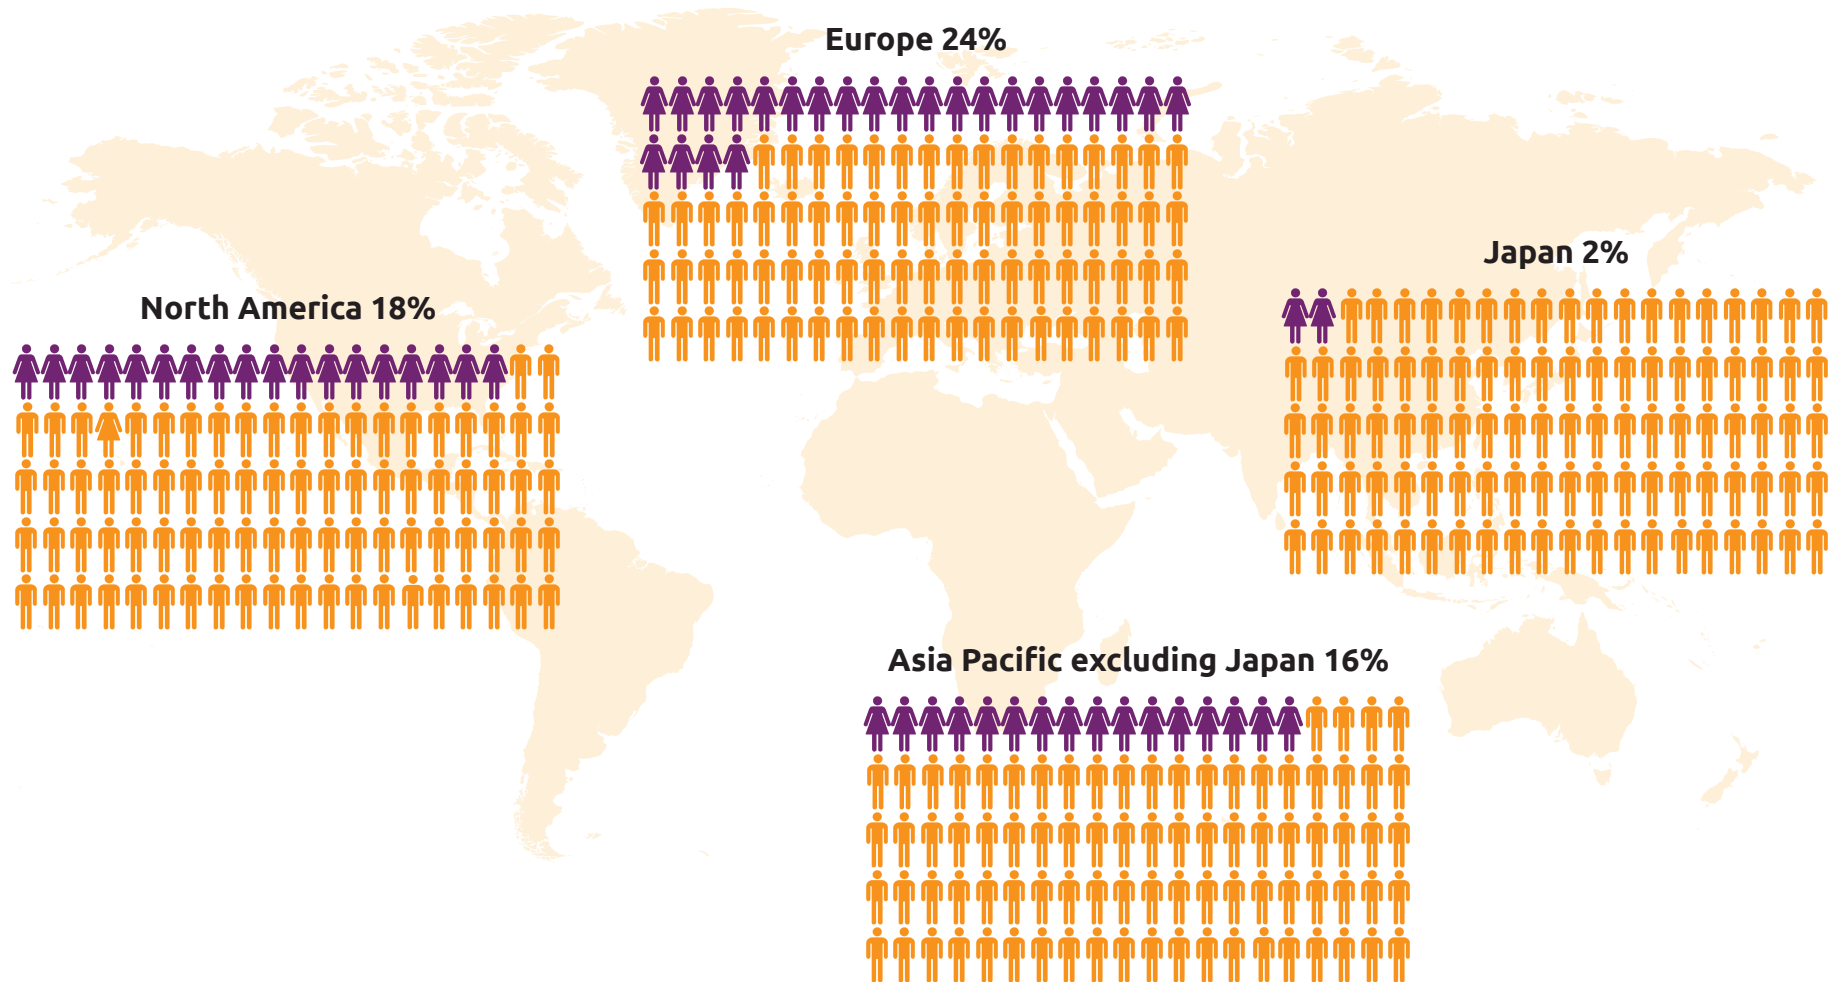 Europe 24%
Japan 2%
North America 18%
Asia Pacific excluding Japan 16%